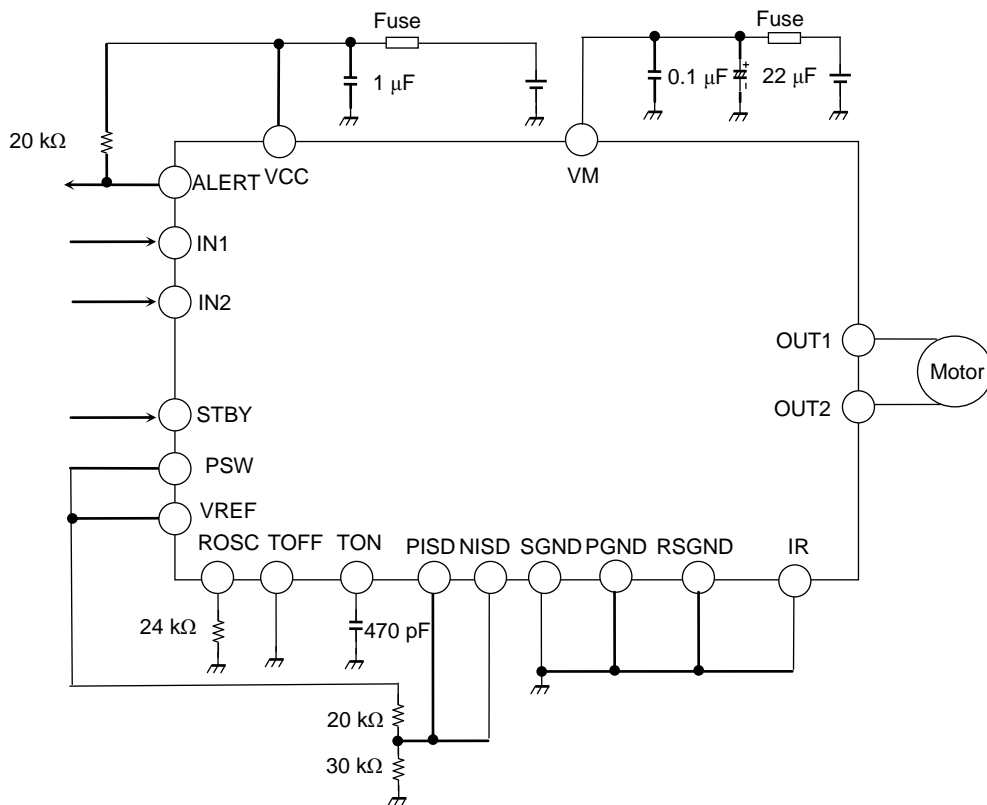 Fuse
Fuse
1 μF
0.1 μF
22 μF
+
-
20 kΩ
VCC
VM
ALERT
IN1
IN2
OUT1
Motor
OUT2
STBY
PSW
VREF
ROSC
TOFF
TON
PISD
NISD
SGND
PGND
RSGND
IR
24 kΩ
470 pF
20 kΩ
30 kΩ